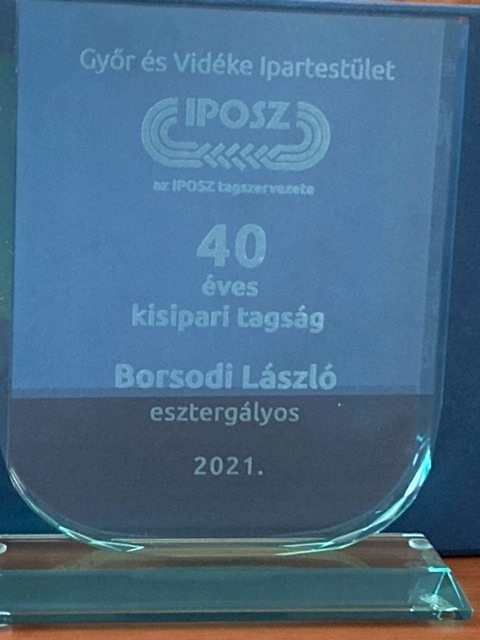 Győr és Vidéke Ipartestület
IPOSZ
az IPOSZ tagszervezete
40
éves
kisipari tagság
Borsodi László
esztergályos
2021.